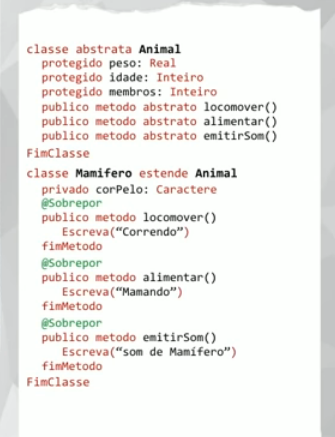 classe abstrata Animal
protegido peso: Real
protegido idade: Inteiro
protegido membros: Inteiro
publico metodo abstrato locomover()
publico metodo abstrato alimentar()
publico metodo abstrato emitirSom()
FimClasse
classe Mamifero estende Animal
privado corPelo: Caractere
@Sobrepor
publico metodo locomover()
Escreva(“Correndo”)
fimMetodo
@Sobrepor
publico metodo alimentar()
Escreva(“Mamando”)
fimMetodo
@Sobrepor
publico metodo emitirSom()
Escreva(“som de Mamífero”)
fimMetodo
FimClasse